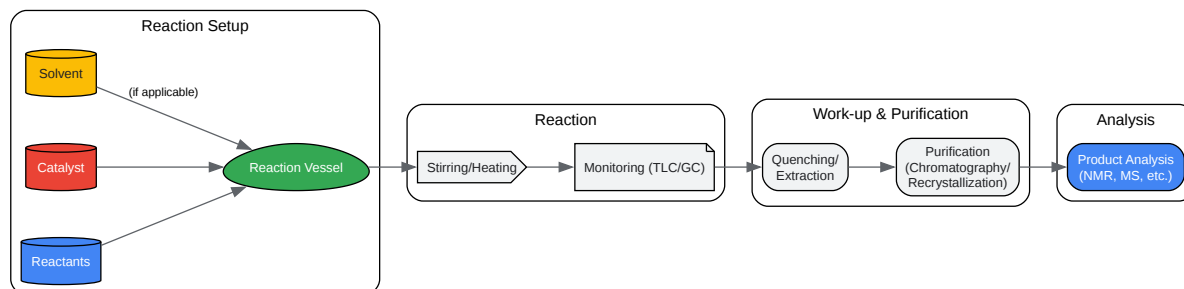 Reaction Setup
Solvent
(if applicable)
Catalyst
Reaction Vessel
Reactants
Reaction
Stirring/Heating
Monitoring (TLC/GC)
Work-up & Purification
Quenching/
Extraction
Purification
(Chromatography/
Recrystallization)
Analysis
Product Analysis
(NMR, MS, etc.)